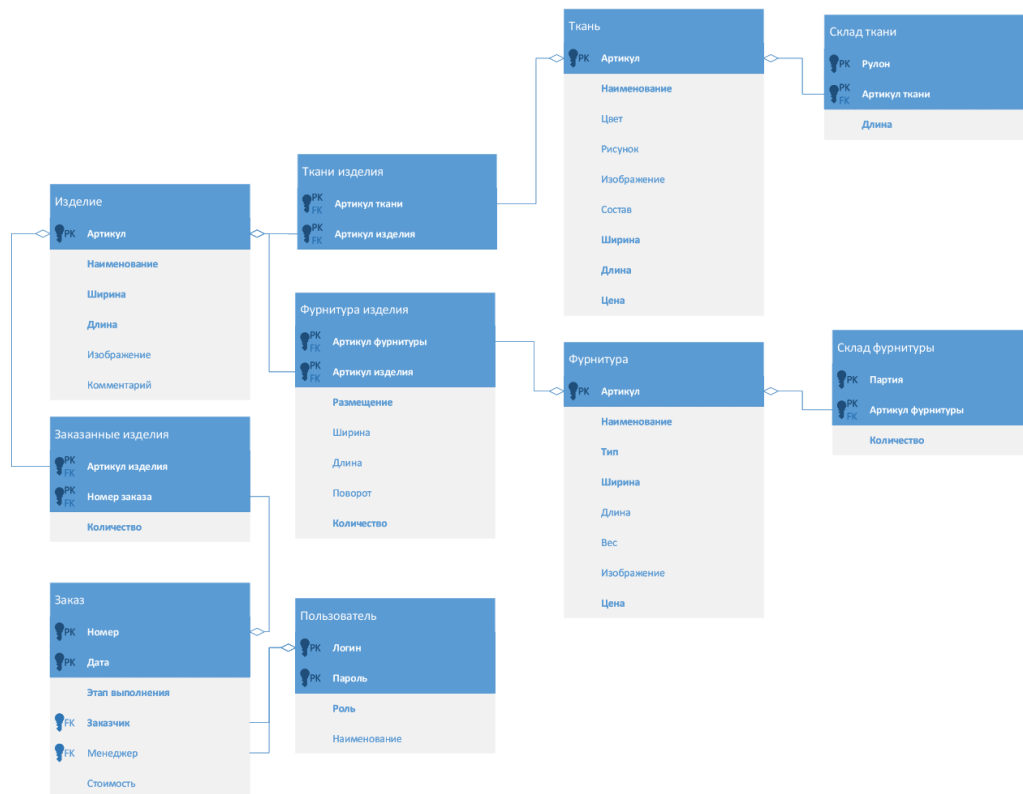 Изделие
PK Артикул
Наименование
Ширина
Длина
Изображение
Комментарий
Заказанные изделия
PK
FK Артикул изделия
PK
FK Номер заказа
Количество
Заказ
PK Номер
PK Дата
Этап выполнения
FK Заказчик
FK Менеджер
Стоимость
Ткани изделия
PK
FK Артикул ткани
PK
FK Артикул изделия
Фурнитура изделия
PK
FK Артикул фурнитуры
PK
FK Артикул изделия
Размещение
Ширина
Длина
Поворот
Количество
Пользователь
PK Логин
PK Пароль
Роль
Наименование
Ткань
PK Артикул
Наименование
Цвет
Рисунок
Изображение
Состав
Ширина
Длина
Цена
Фурнитура
PK Артикул
Наименование
Тип
Ширина
Длина
Вес
Изображение
Цена
Склад ткани
PK Рулон
PK
FK Артикул ткани
Длина
Склад фурнитуры
PK Партия
PK
FK Артикул фурнитуры
Количество